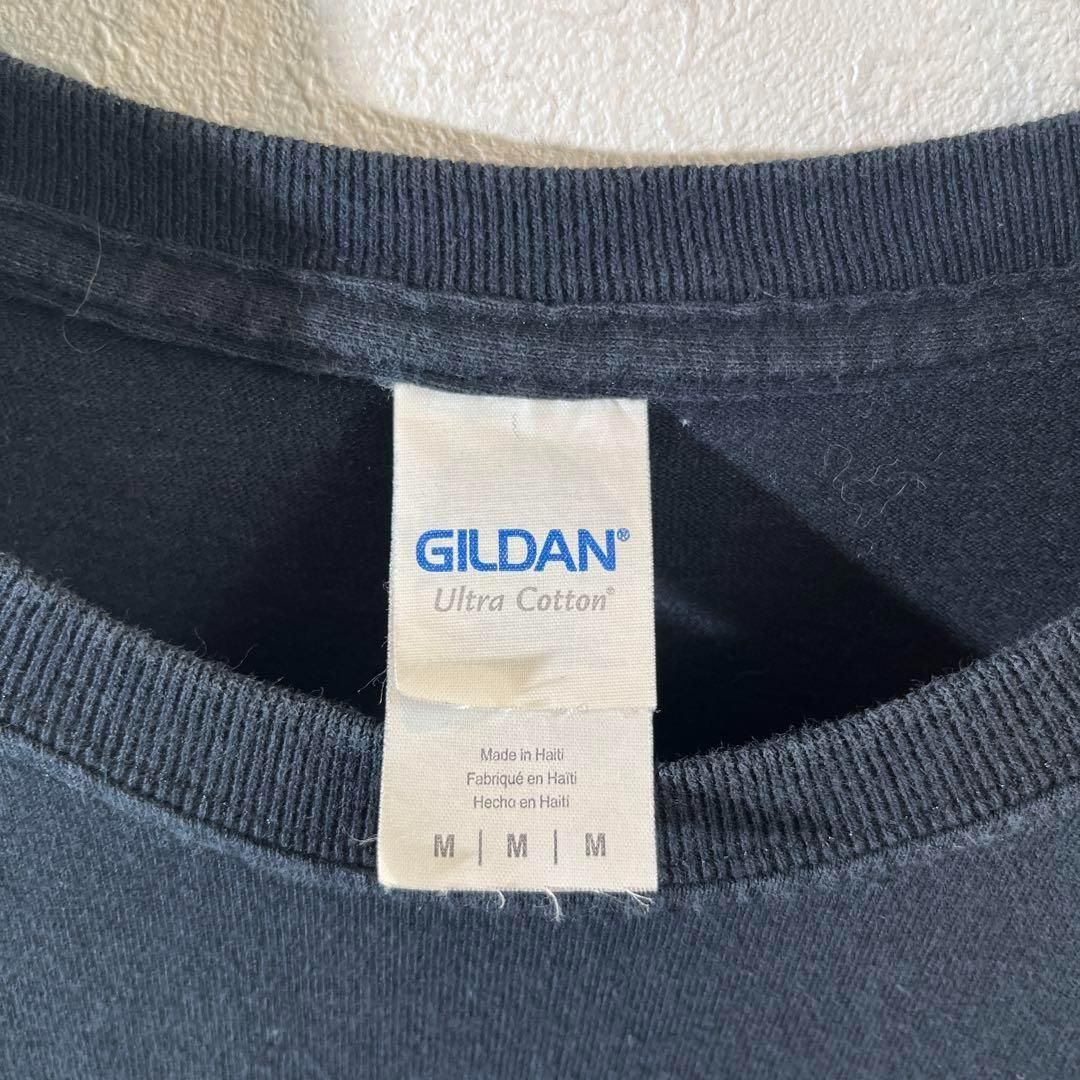 GILDAN®
Ultra Cotton®
Made in Haiti
Fabriqué en Haïti
Hecho en Haiti
M | M | M